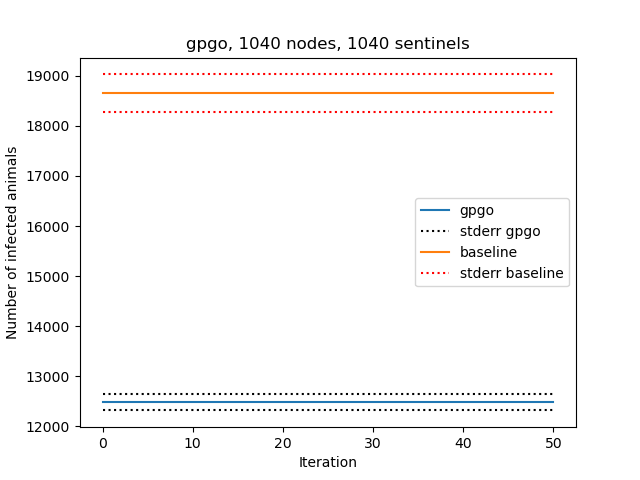 gpgo, 1040 nodes, 1040 sentinels
19000
18000
17000
16000
15000
14000
13000
12000
Number of infected animals
gpgo
stderr gpgo
baseline
stderr baseline
0 10 20 30 40 50
Iteration